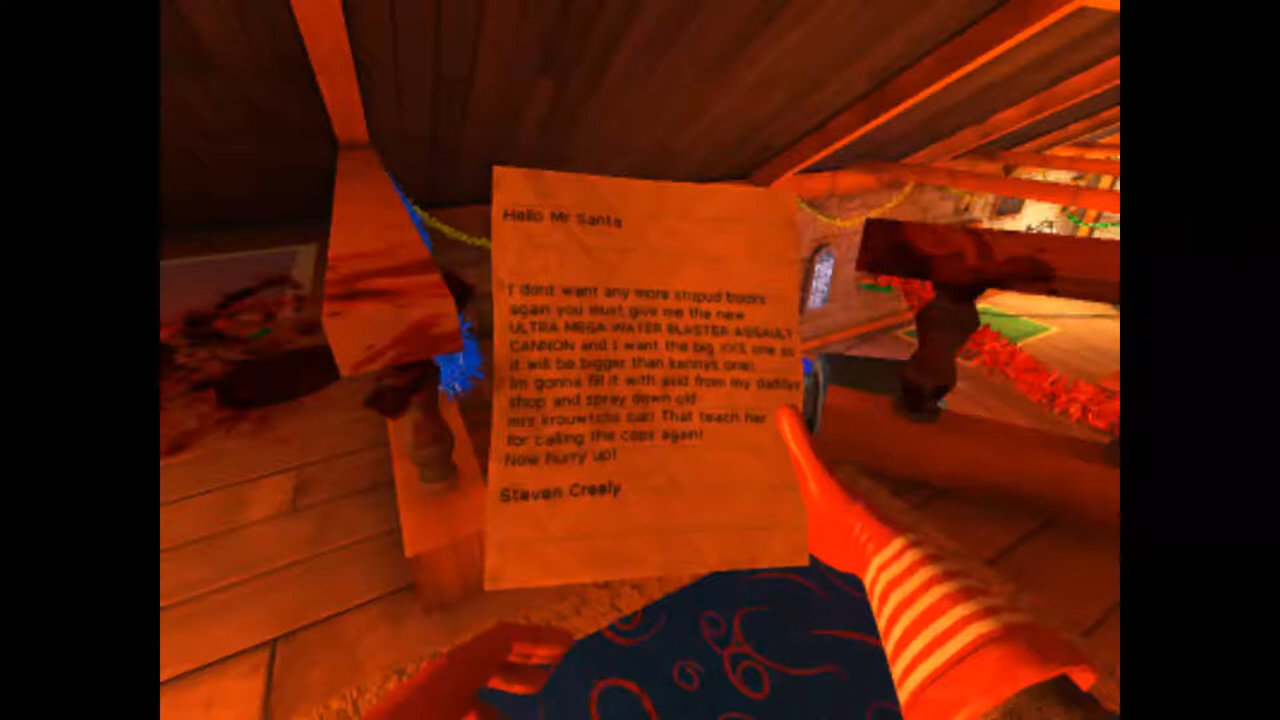 Hello Mr Santa
I dont want any more stupud books
again you must give me the new
ULTRA MEGA WATER BLASTER ASSAULT
CANNON and I want the big one so
it will be bigger than kennys one!
Im gonna fill it with asid from my daddys
shop and spray down old
mrs cat! That teach her
for calling the cops again!
Now hurry up!
Steven Creely